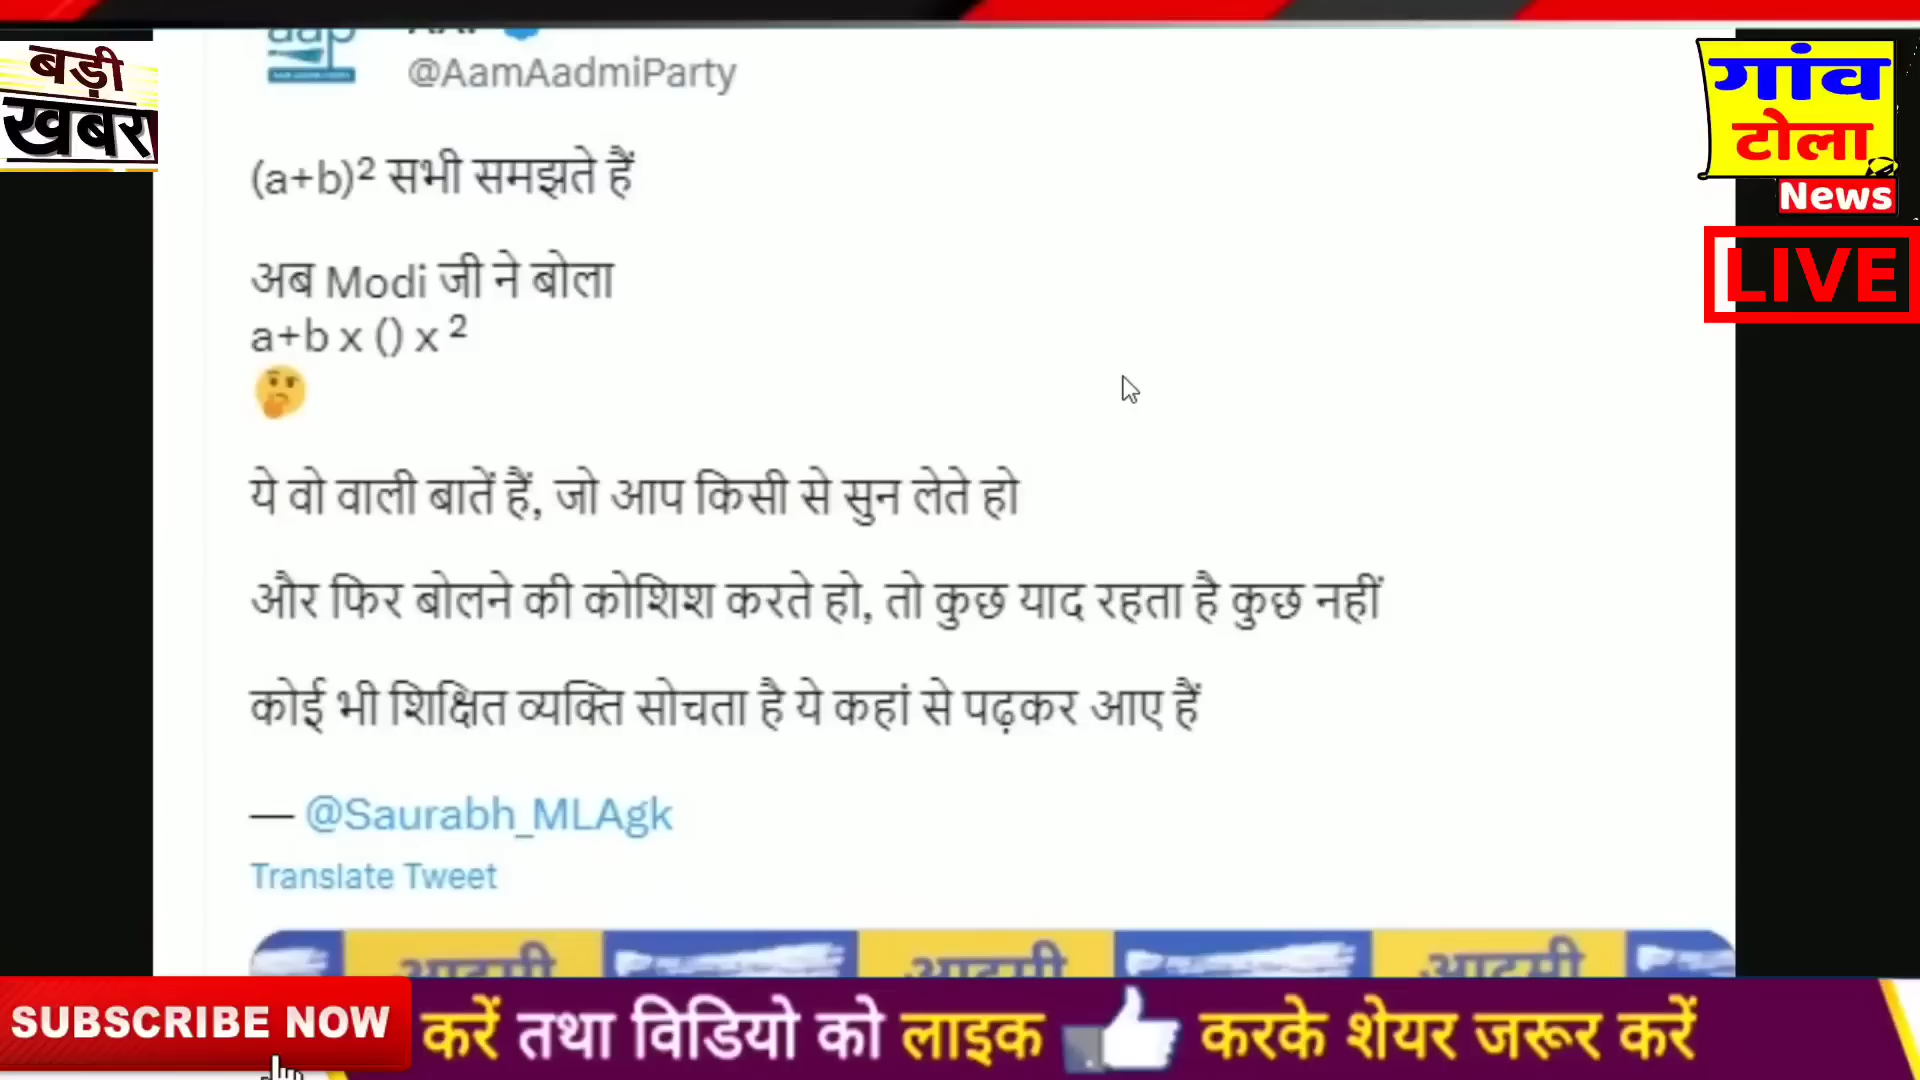 @AamAadmiParty
बड़ी
खबर
गांव
टोला
News
LIVE
(a+b)² सभी समझते हैं
अब Modi जी ने बोला
a+b x () x ²
ये वो वाली बातें हैं, जो आप किसी से सुन लेते हो
और फिर बोलने की कोशिश करते हो, तो कुछ याद रहता है कुछ नहीं
कोई भी शिक्षित व्यक्ति सोचता है ये कहां से पढ़कर आए हैं
— @Saurabh_MLAgk
Translate Tweet
SUBSCRIBE NOW करें तथा विडियो को लाइक करके शेयर जरूर करें